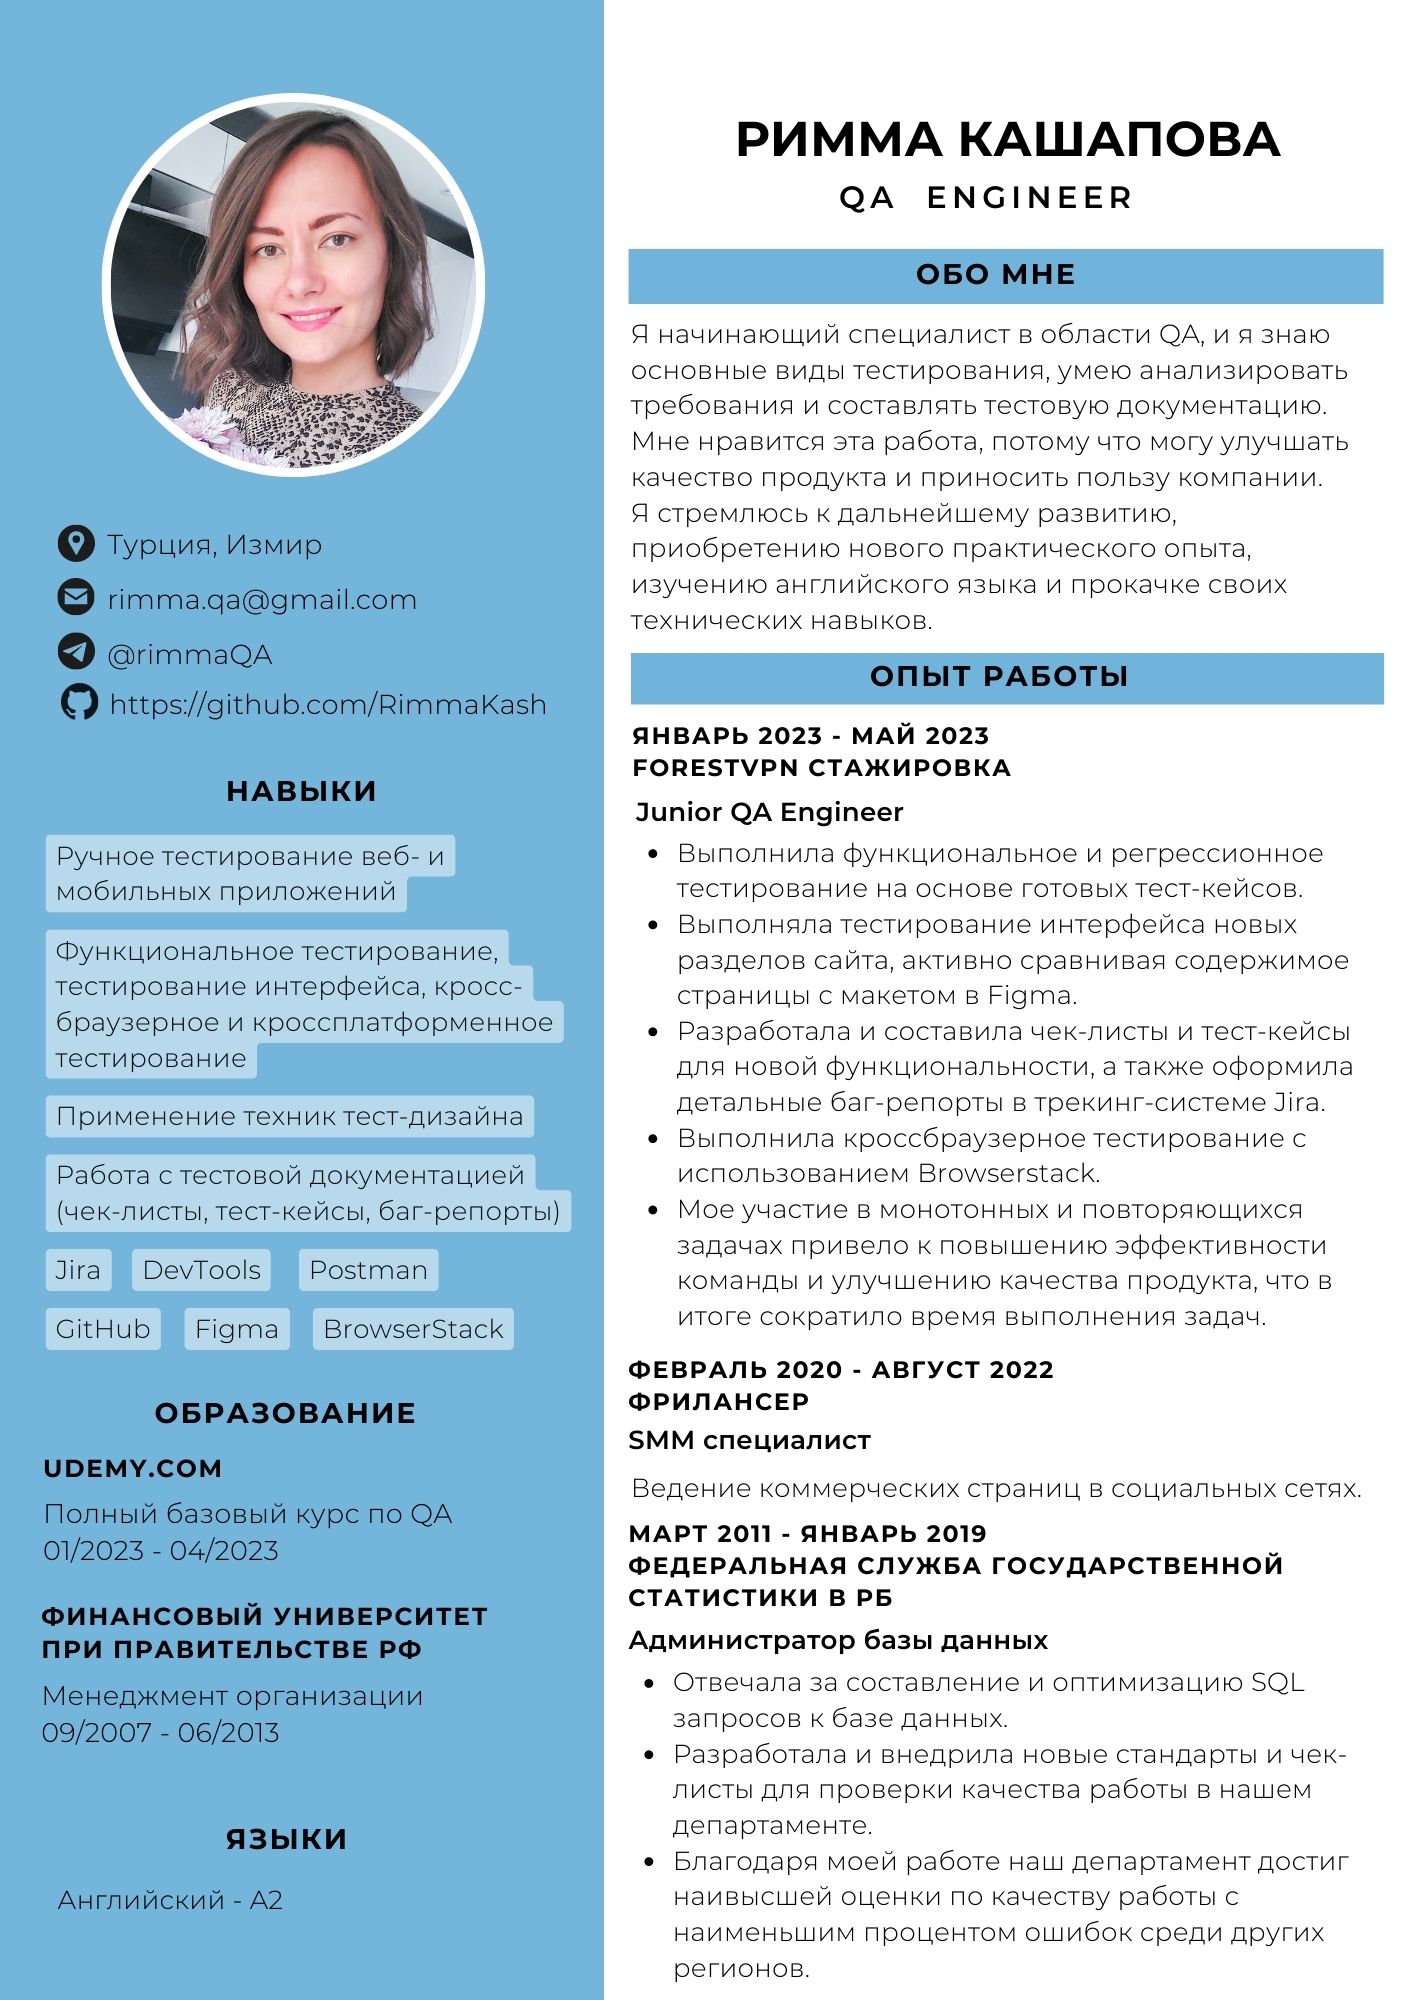 РИММА КАШАПОВА
QA ENGINEER
Турция, Измир
rimma.qa@gmail.com
@rimmaQA
https://github.com/RimmaKash
НАВЫКИ
Ручное тестирование веб- и
мобильных приложений
Функциональное тестирование,
тестирование интерфейса, кросс-
браузерное и кроссплатформенное
тестирование
Применение техник тест-дизайна
Работа с тестовой документацией
(чек-листы, тест-кейсы, баг-репорты)
Jira DevTools Postman
GitHub Figma BrowserStack
ОБРАЗОВАНИЕ
UDEMY.COM
Полный базовый курс по QA
01/2023 - 04/2023
ФИНАНСОВЫЙ УНИВЕРСИТЕТ
ПРИ ПРАВИТЕЛЬСТВЕ РФ
Менеджмент организации
09/2007 - 06/2013
ЯЗЫКИ
Английский - A2
ОБО МНЕ
Я начинающий специалист в области QA, и я знаю
основные виды тестирования, умею анализировать
требования и составлять тестовую документацию.
Мне нравится эта работа, потому что могу улучшать
качество продукта и приносить пользу компании.
Я стремлюсь к дальнейшему развитию,
приобретению нового практического опыта,
изучению английского языка и прокачке своих
технических навыков.
ОПЫТ РАБОТЫ
ЯНВАРЬ 2023 - МАЙ 2023
FORESTVPN СТАЖИРОВКА
Junior QA Engineer
• Выполнила функциональное и регрессионное
тестирование на основе готовых тест-кейсов.
• Выполняла тестирование интерфейса новых
разделов сайта, активно сравнивая содержимое
страницы с макетом в Figma.
• Разработала и составила чек-листы и тест-кейсы
для новой функциональности, а также оформила
детальные баг-репорты в трекинг-системе Jira.
• Выполнила кроссбраузерное тестирование с
использованием Browserstack.
• Мое участие в монотонных и повторяющихся
задачах привело к повышению эффективности
команды и улучшению качества продукта, что в
итоге сократило время выполнения задач.
ФЕВРАЛЬ 2020 - АВГУСТ 2022
ФРИЛАНСЕР
SMM специалист
Ведение коммерческих страниц в социальных сетях.
МАРТ 2011 - ЯНВАРЬ 2019
ФЕДЕРАЛЬНАЯ СЛУЖБА ГОСУДАРСТВЕННОЙ
СТАТИСТИКИ В РБ
Администратор базы данных
• Отвечала за составление и оптимизацию SQL
запросов к базе данных.
• Разработала и внедрила новые стандарты и чек-
листы для проверки качества работы в нашем
департаменте.
• Благодаря моей работе наш департамент достиг
наивысшей оценки по качеству работы с
наименьшим процентом ошибок среди других
регионов.